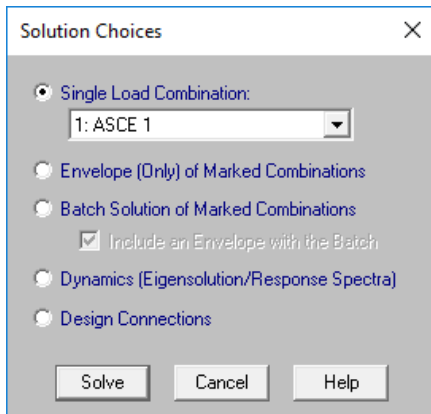 Solution Choices
Single Load Combination:
1: ASCE 1
Envelope (Only) of Marked Combinations
Batch Solution of Marked Combinations
Include an Envelope with the Batch
Dynamics (Eigensolution/Response Spectra)
Design Connections
Solve Cancel Help